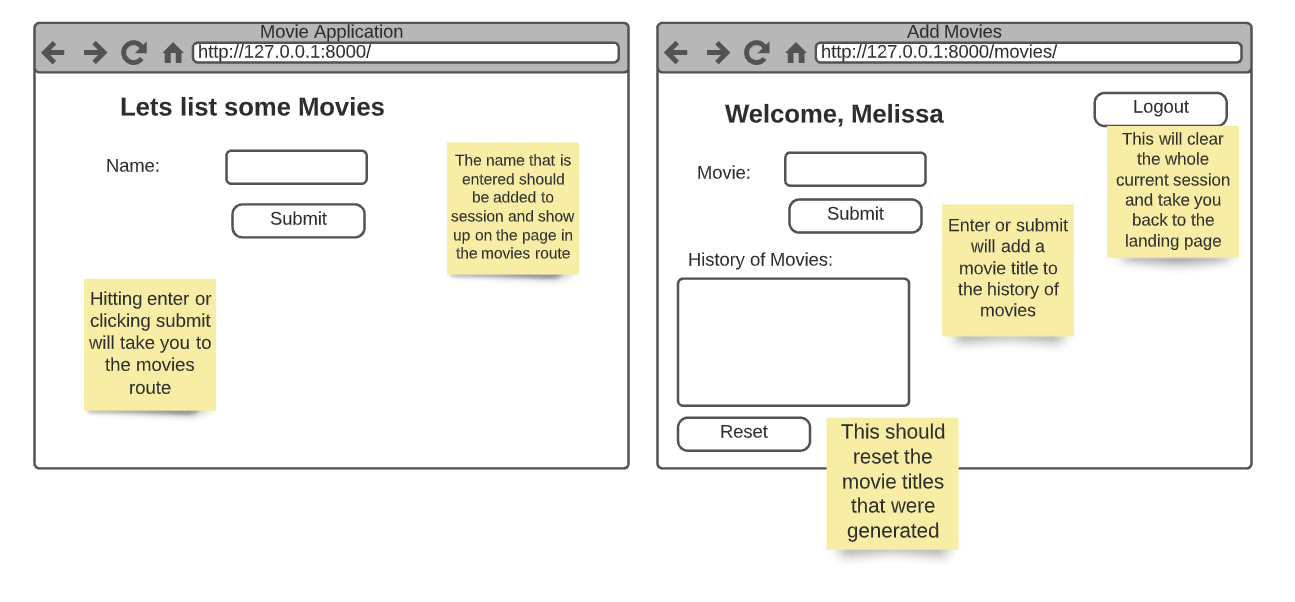 Movie Application
http://127.0.0.1:8000/
Lets list some Movies
Name:
Submit
The name that is
entered should
be added to
session and show
up on the page in
the movies route
Hitting enter or
clicking submit
will take you to
the movies
route
Add Movies
http://127.0.0.1:8000/movies/
Welcome, Melissa
Logout
This will clear
the whole
current session
and take you
back to the
landing page
Movie:
Submit
Enter or submit
will add a
movie title to
the history of
movies
History of Movies:
Reset
This should
reset the
movie titles
that were
generated